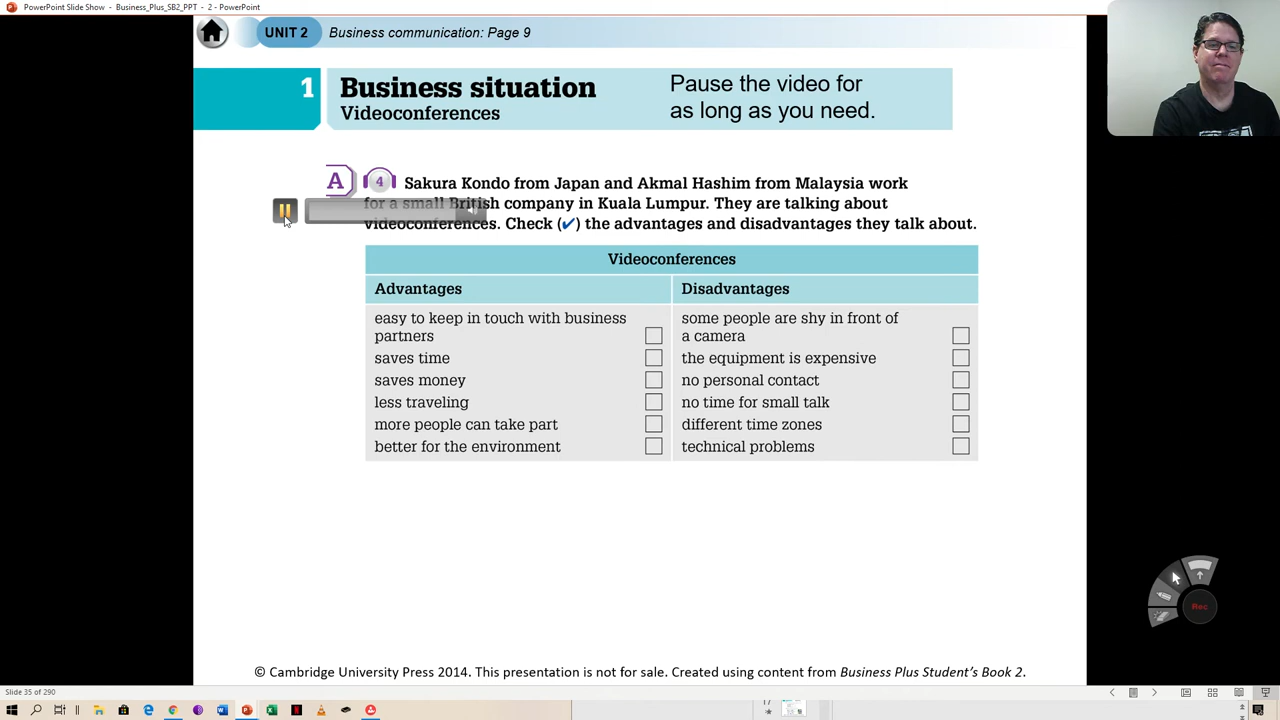 PowerPoint Slide Show - Business_Plus_SB2_PPT - 2 - PowerPoint
UNIT 2
Business communication: Page 9
1
Business situation
Videoconferences
Pause the video for
as long as you need.
A
4
Sakura Kondo from Japan and Akmal Hashim from Malaysia work
for a small British company in Kuala Lumpur. They are talking about
videoconferences. Check (✔) the advantages and disadvantages they talk about.
Videoconferences
Advantages
Disadvantages
easy to keep in touch with business
partners
saves time
saves money
less traveling
more people can take part
better for the environment
some people are shy in front of
a camera
the equipment is expensive
no personal contact
no time for small talk
different time zones
technical problems
Rec
© Cambridge University Press 2014. This presentation is not for sale. Created using content from Business Plus Student's Book 2.
Slide 35 of 290